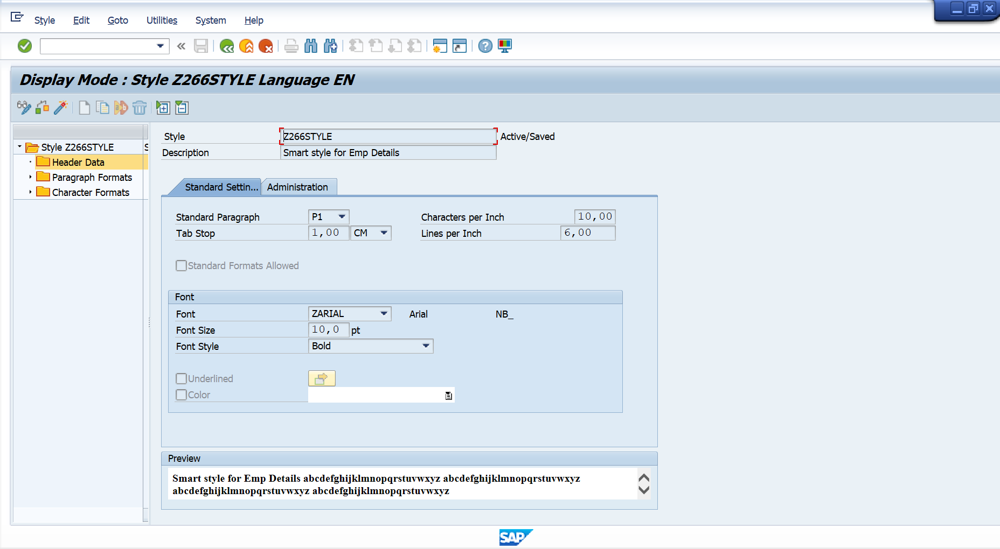 Style Edit Goto Utilities System Help
Display Mode : Style Z266STYLE Language EN
Style Z266STYLE S
Header Data
Paragraph Formats
Character Formats
Style Z266STYLE Active/Saved
Description Smart style for Emp Details
Standard Settin... Administration
Standard Paragraph P1 Characters per Inch 10,00
Tab Stop 1,00 CM Lines per Inch 6,00
Standard Formats Allowed
Font
Font ZARIAL Arial NB_
Font Size 10,0 pt
Font Style Bold
Underlined
Color
Preview
Smart style for Emp Details abcdefghijklmnopqrstuvwxyz abcdefghijklmnopqrstuvwxyz
abcdefghijklmnopqrstuvwxyz abcdefghijklmnopqrstuvwxyz
SAP